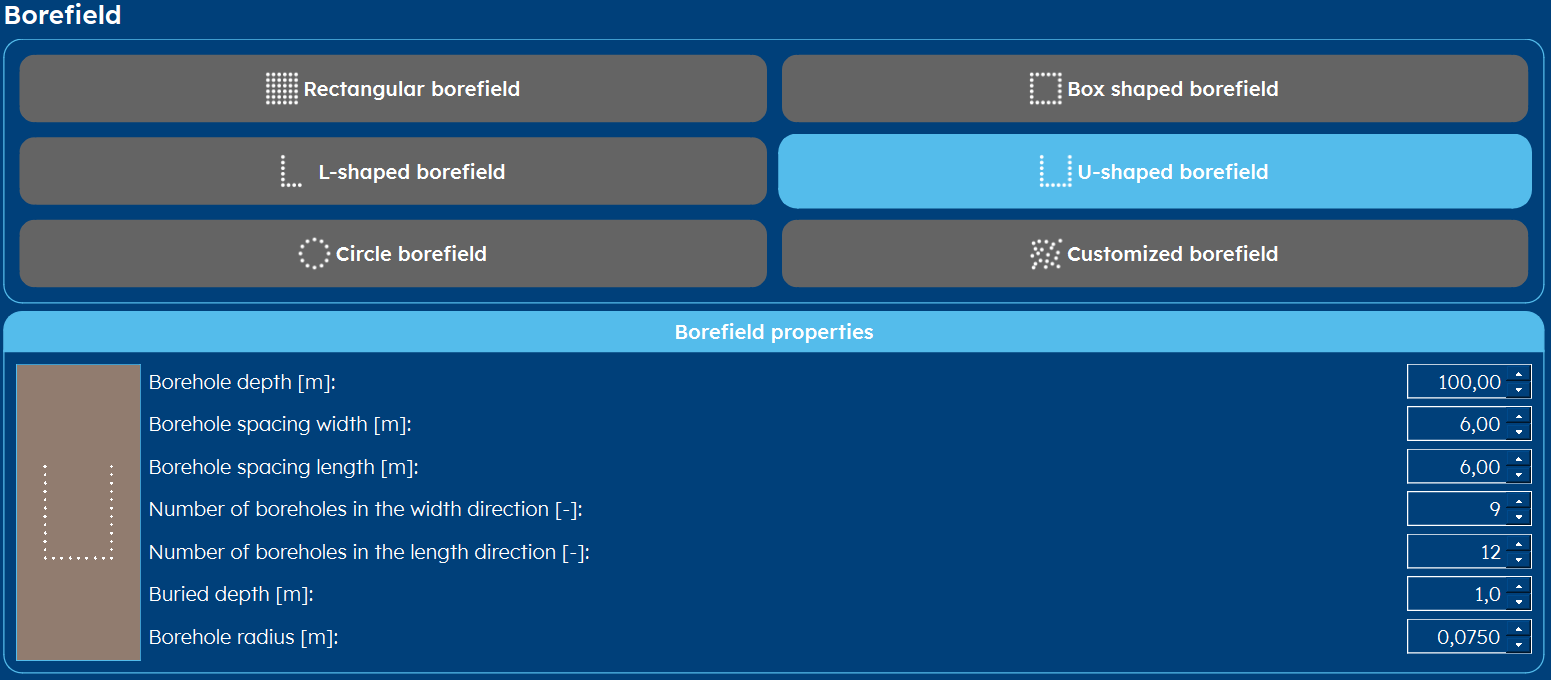 Borefield
Rectangular borefield
Box shaped borefield
L-shaped borefield
U-shaped borefield
Circle borefield
Customized borefield
Borefield properties
Borehole depth [m]: 100,00
Borehole spacing width [m]: 6,00
Borehole spacing length [m]: 6,00
Number of boreholes in the width direction [-]: 9
Number of boreholes in the length direction [-]: 12
Buried depth [m]: 1,0
Borehole radius [m]: 0,0750